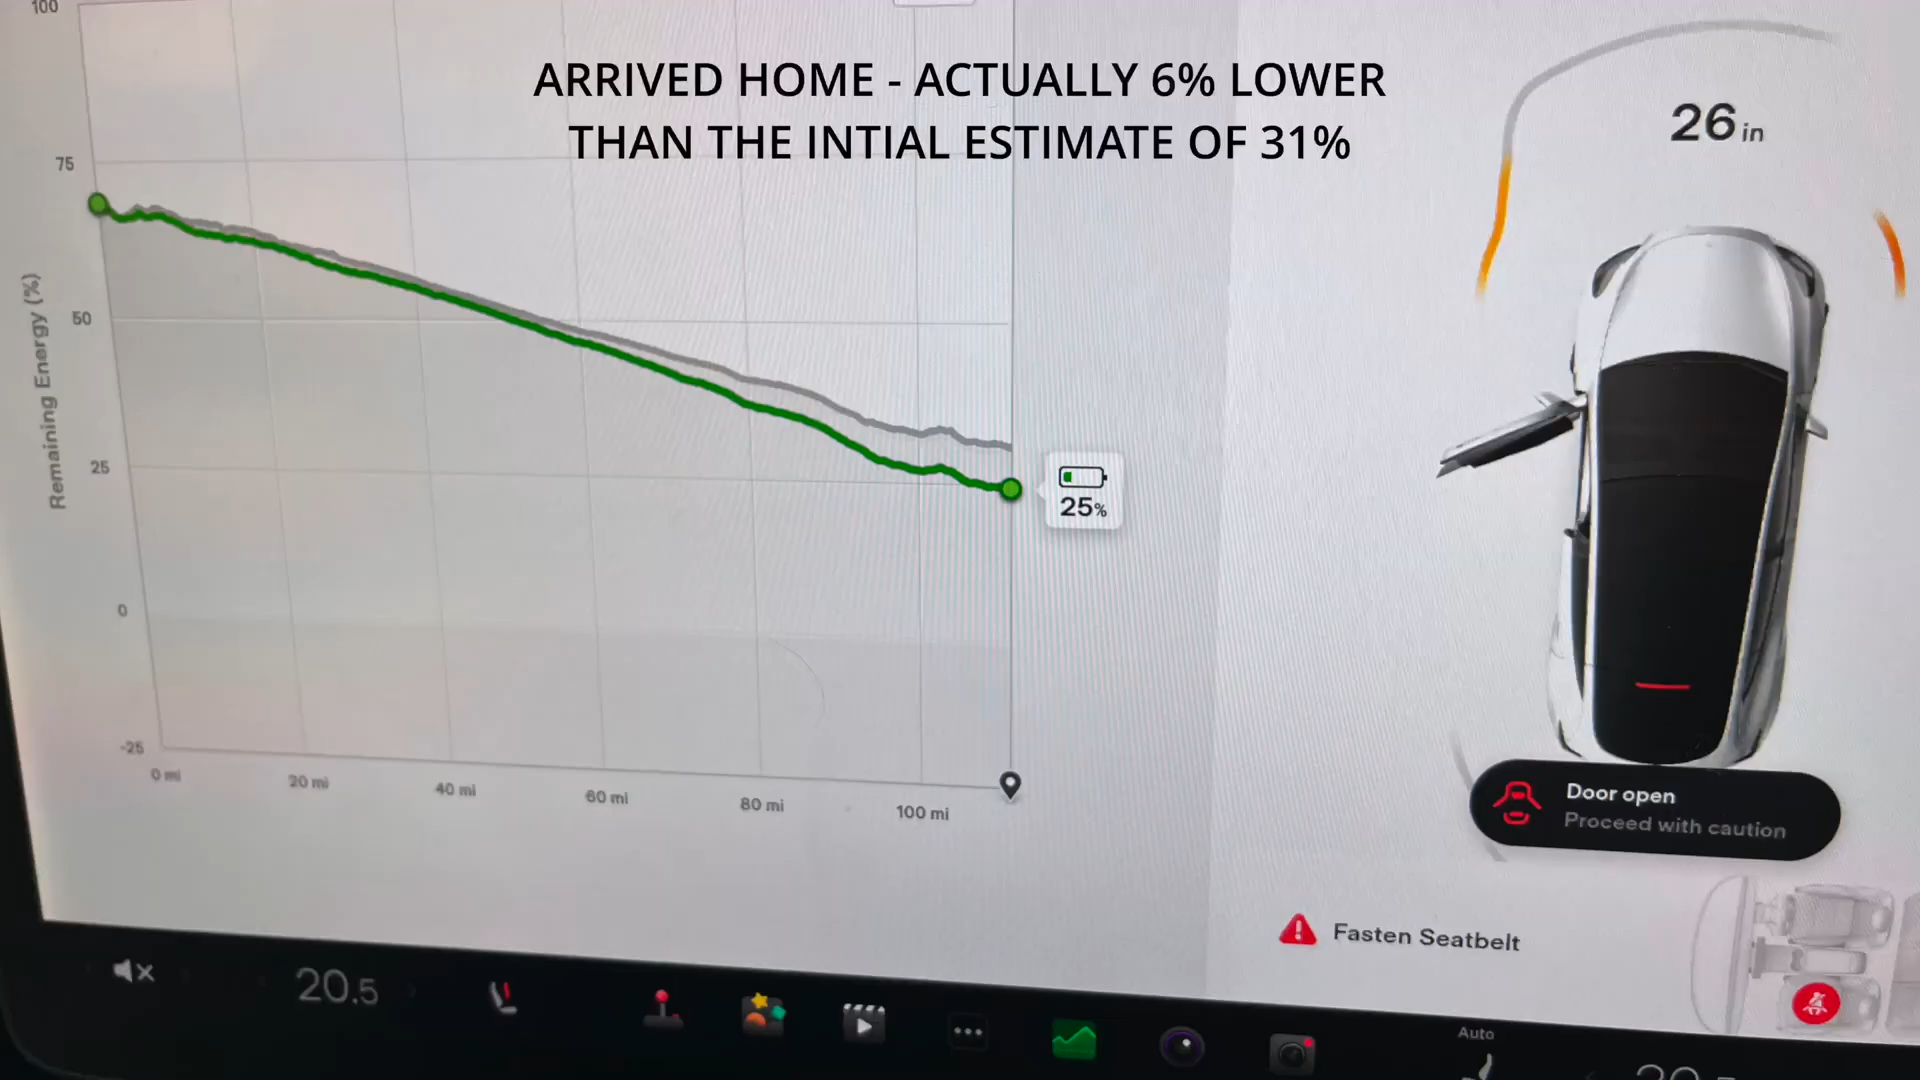 ARRIVED HOME - ACTUALLY 6% LOWER
THAN THE INTIAL ESTIMATE OF 31%
100
75
50
25
0
-25
Remaining Energy (%)
0 mi
20 mi
40 mi
60 mi
80 mi
100 mi
25%
26 in
Door open
Proceed with caution
Fasten Seatbelt
20.5
Auto